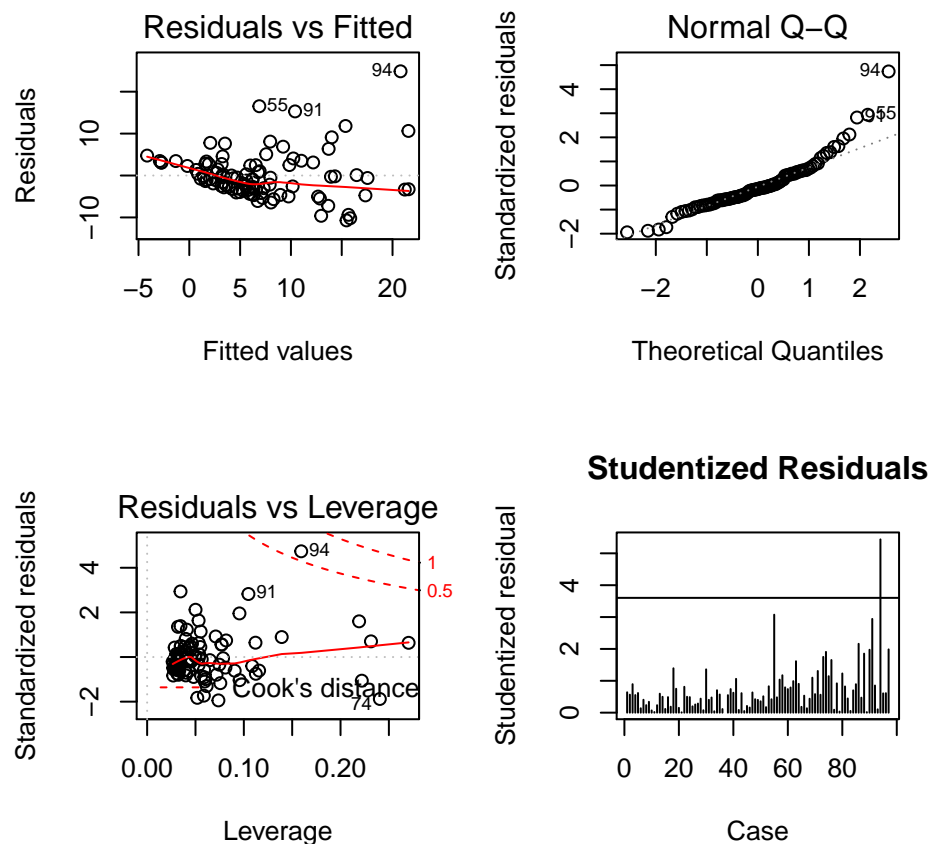 Residuals vs Fitted
Residuals
10
−10
94
55
91
−5 0 5 10 20
Fitted values
Normal Q−Q
Standardized residuals
4
2
0
−2
94
91
55
−2 0 2
Theoretical Quantiles
Residuals vs Leverage
Standardized residuals
4
2
−2
94
91
74
1
0.5
Cook's distance
0.00 0.10 0.20
Leverage
Studentized Residuals
Studentized residual
4
2
0
0 20 40 60 80
Case